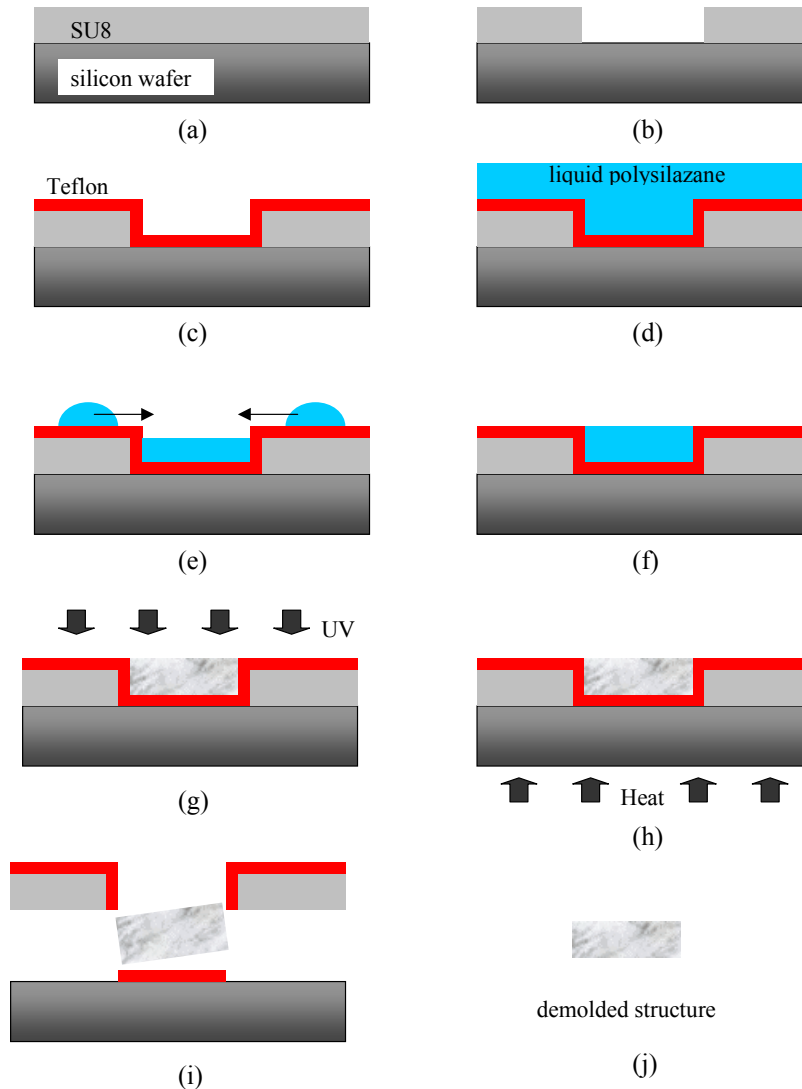 SU8
silicon wafer
(a)
(b)
Teflon
liquid polysilazane
(c)
(d)
(e)
(f)
UV
(g)
Heat
(h)
demolded structure
(i)
(j)